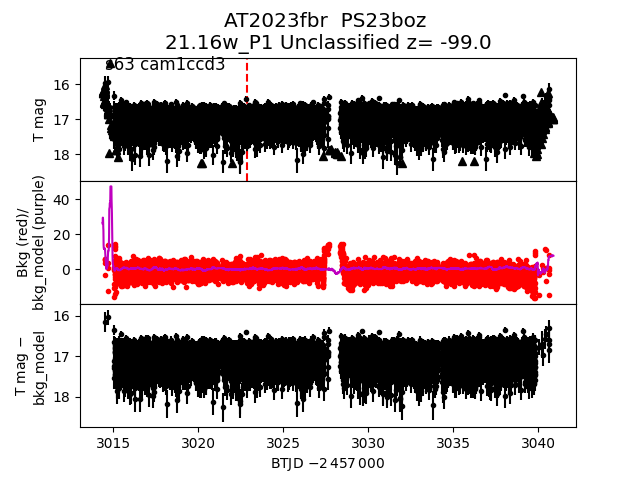 AT2023fbr  PS23boz
21.16w_P1 Unclassified z= -99.0
s63 cam1ccd3
16
17
18
T mag
40
20
0
Bkg (red)/
bkg_model (purple)
16
17
18
T mag −
bkg_model
3015 3020 3025 3030 3035 3040
BTJD −2 457 000